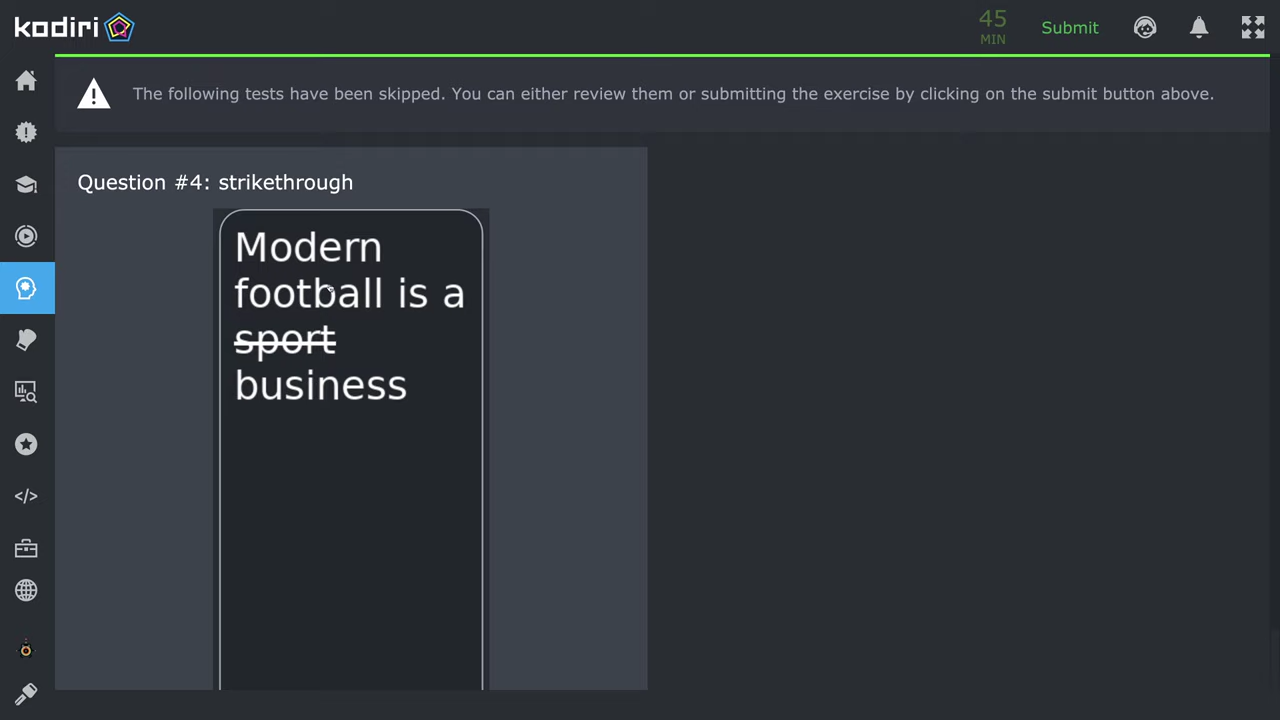 kodiri
45
MIN
Submit
The following tests have been skipped. You can either review them or submitting the exercise by clicking on the submit button above.
Question #4: strikethrough
Modern
football is a
sport
business